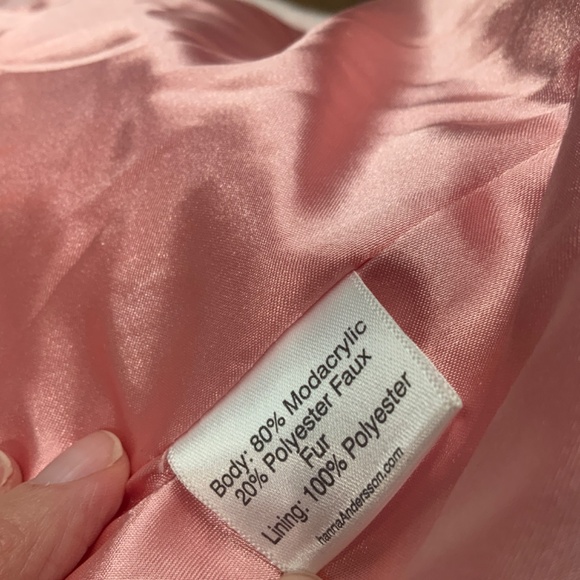 Body: 80% Modacrylic
20% Polyester Faux
Fur
Lining: 100% Polyester
hannaAndersson.com